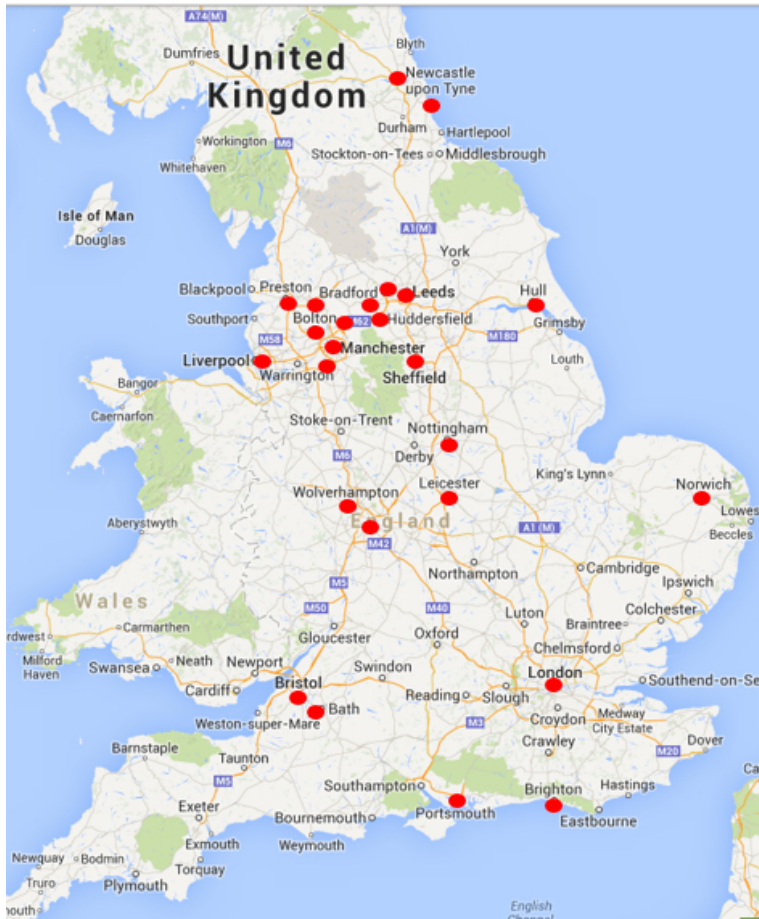 A74(M)
Blyth
Dumfries
United
Kingdom
Newcastle
upon Tyne
Durham
Hartlepool
Workington
M6
Stockton-on-Tees
Middlesbrough
Whitehaven
Isle of Man
Douglas
A1(M)
York
Blackpool
Preston
Bradford
Leeds
Hull
Southport
Bolton
M62
Huddersfield
Grimsby
M58
M180
Manchester
Liverpool
Warrington
Sheffield
Louth
Bangor
Caernarfon
Stoke-on-Trent
Nottingham
Derby
M6
King's Lynn
Wolverhampton
Leicester
Norwich
England
A1 (M)
Lowes
Aberystwyth
Beccles
M42
Northampton
Cambridge
M5
Ipswich
Wales
M50
M40
Luton
Braintree
Colchester
Carmarthen
rdwest
Gloucester
Oxford
Chelmsford
Milford
Haven
Swansea
Neath
Newport
Swindon
London
Cardiff
Bristol
Reading
Slough
Southend-on-Se
Weston-super-Mare
Bath
Croydon
Medway
City Estate
M3
Barnstaple
Crawley
M20
Dover
Taunton
Ca
M5
Southampton
Brighton
Hastings
Exeter
Bournemouth
Portsmouth
Eastbourne
Exmouth
Weymouth
Newquay
Bodmin
Torquay
Truro
Plymouth
mouth
English
Channel